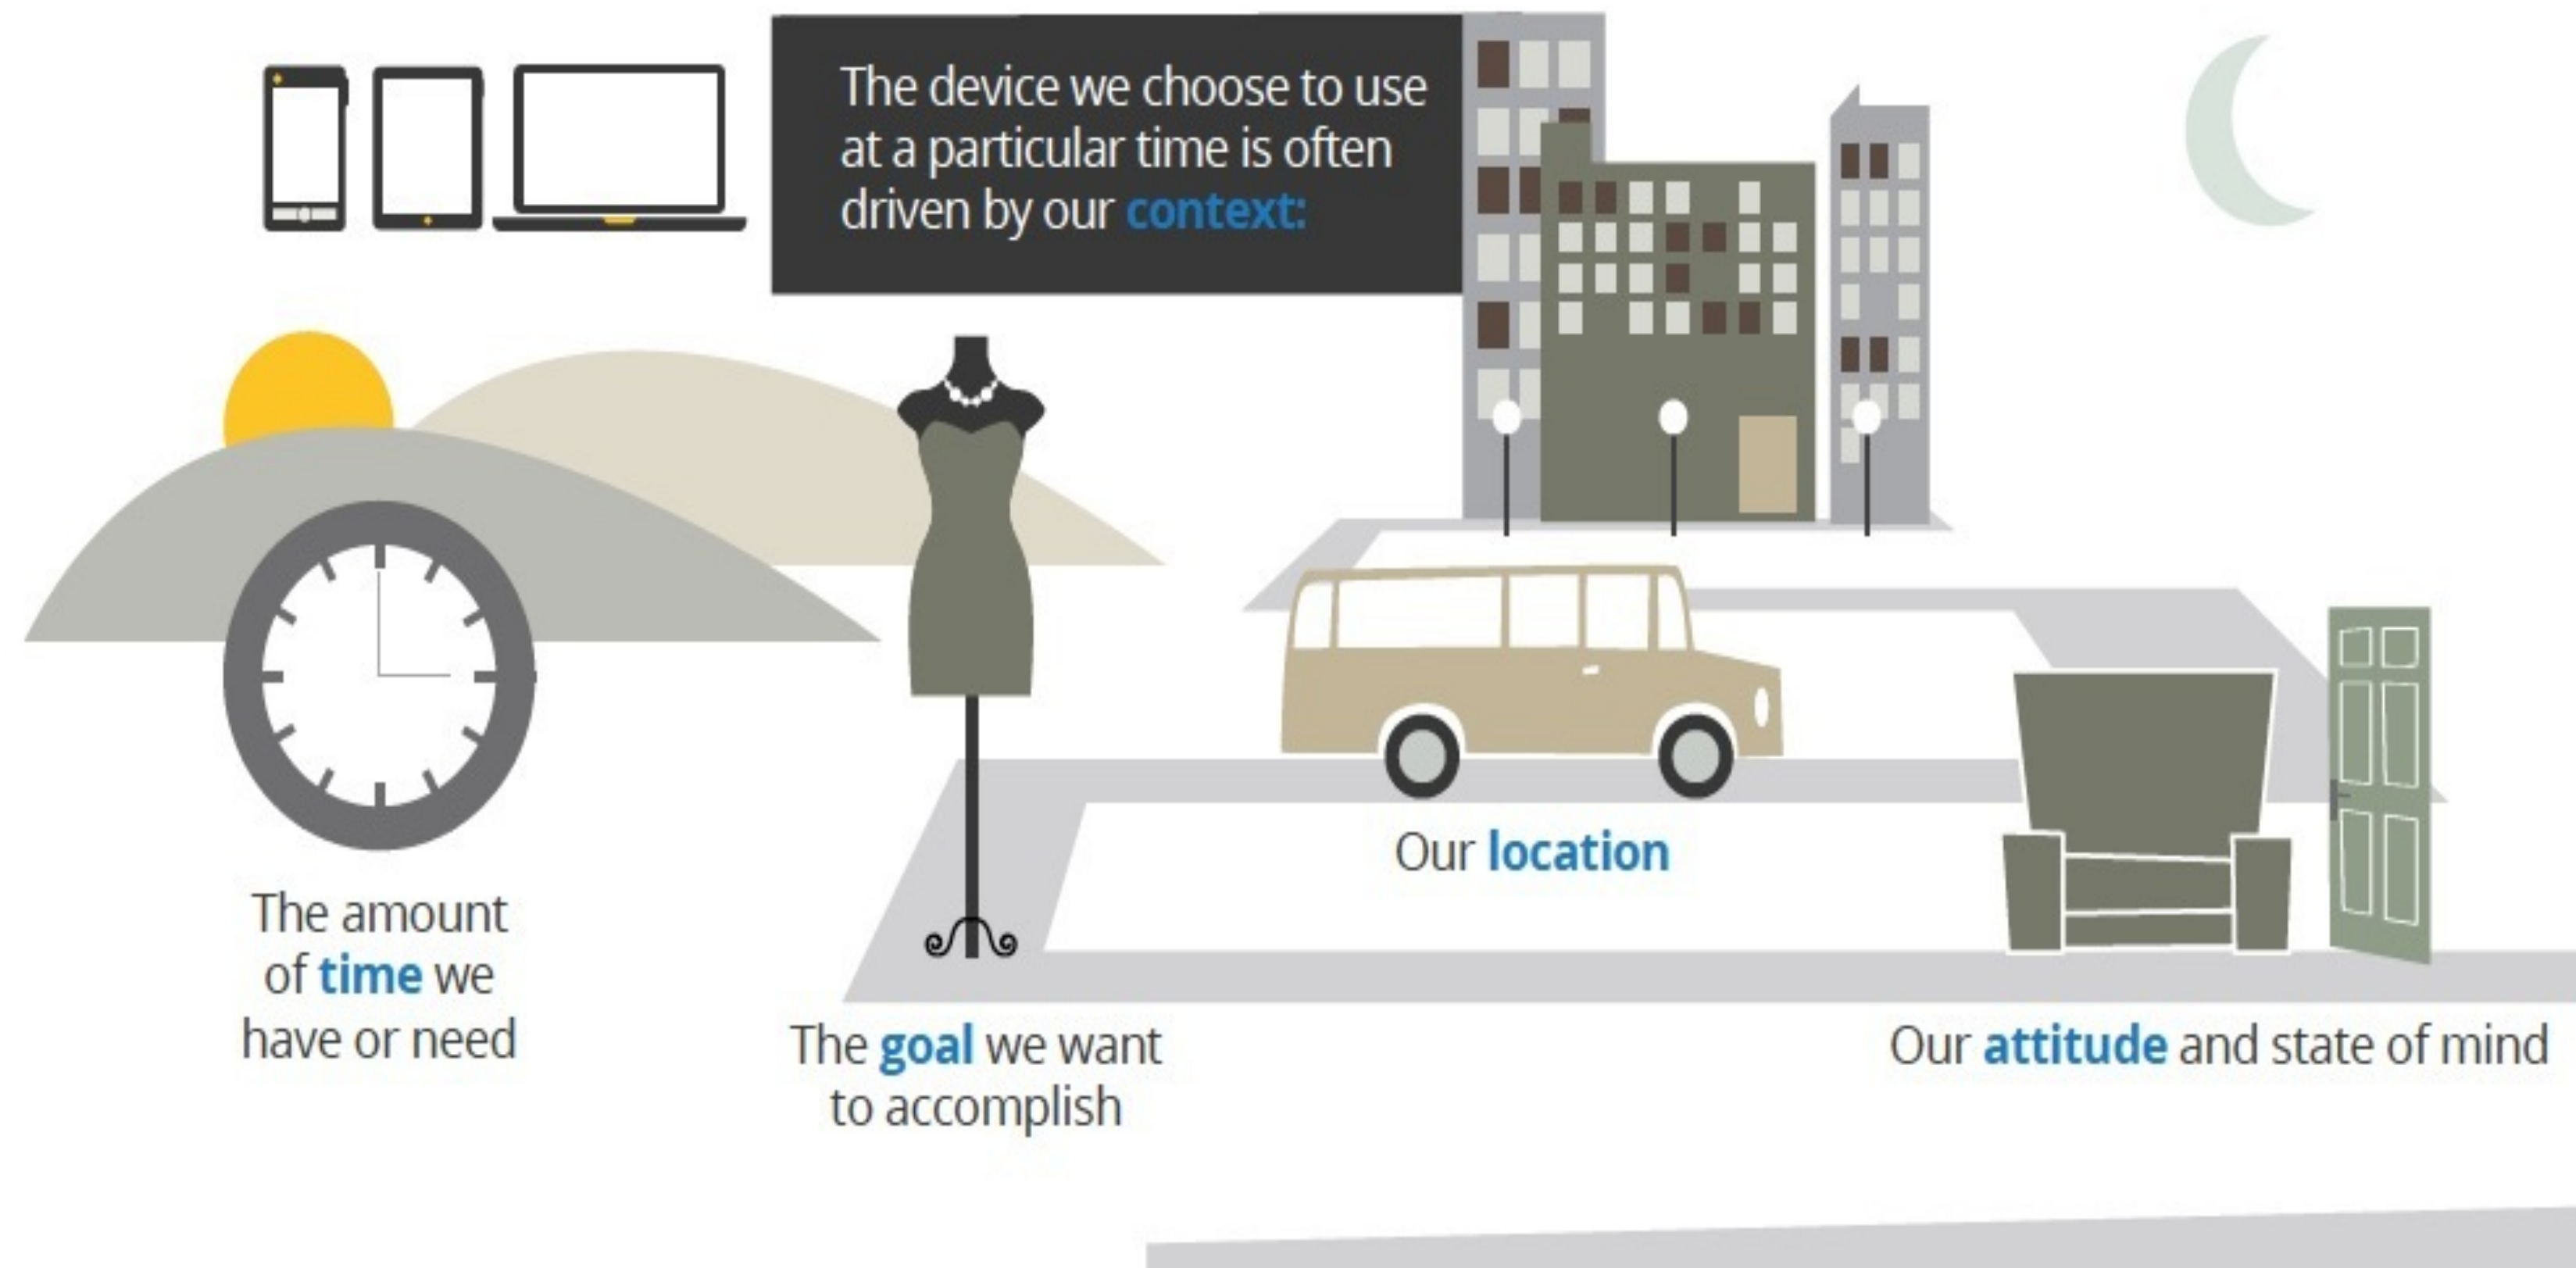 The device we choose to use
at a particular time is often
driven by our context:
The amount
of time we
have or need
The goal we want
to accomplish
Our location
Our attitude and state of mind